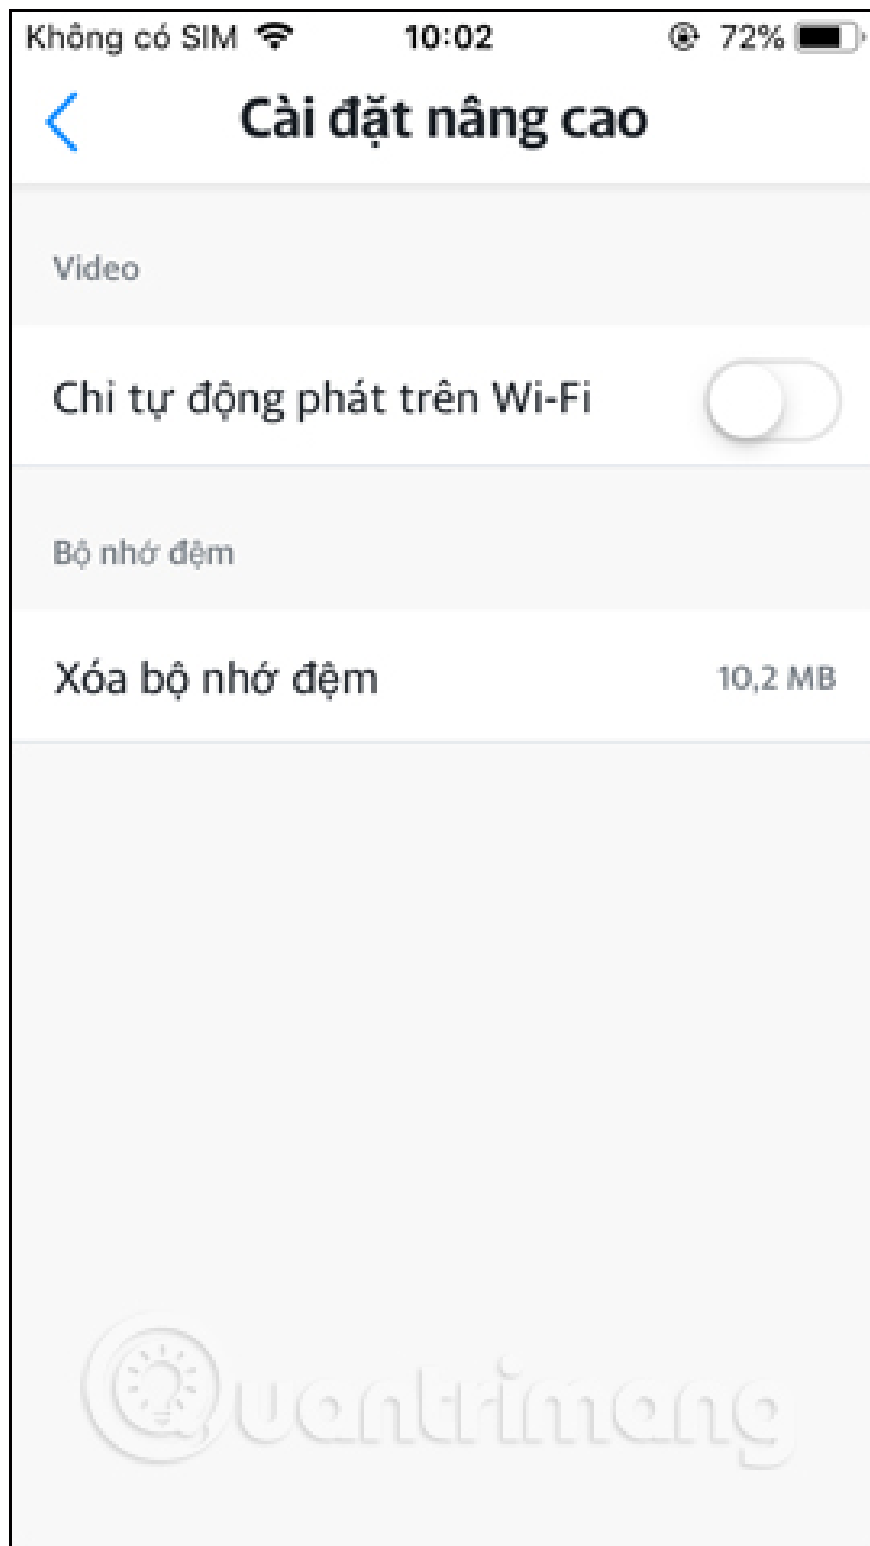 Không có SIM 10:02 72%
Cài đặt nâng cao
Video
Chỉ tự động phát trên Wi-Fi
Bộ nhớ đệm
Xóa bộ nhớ đệm 10,2 MB
Quantrimang